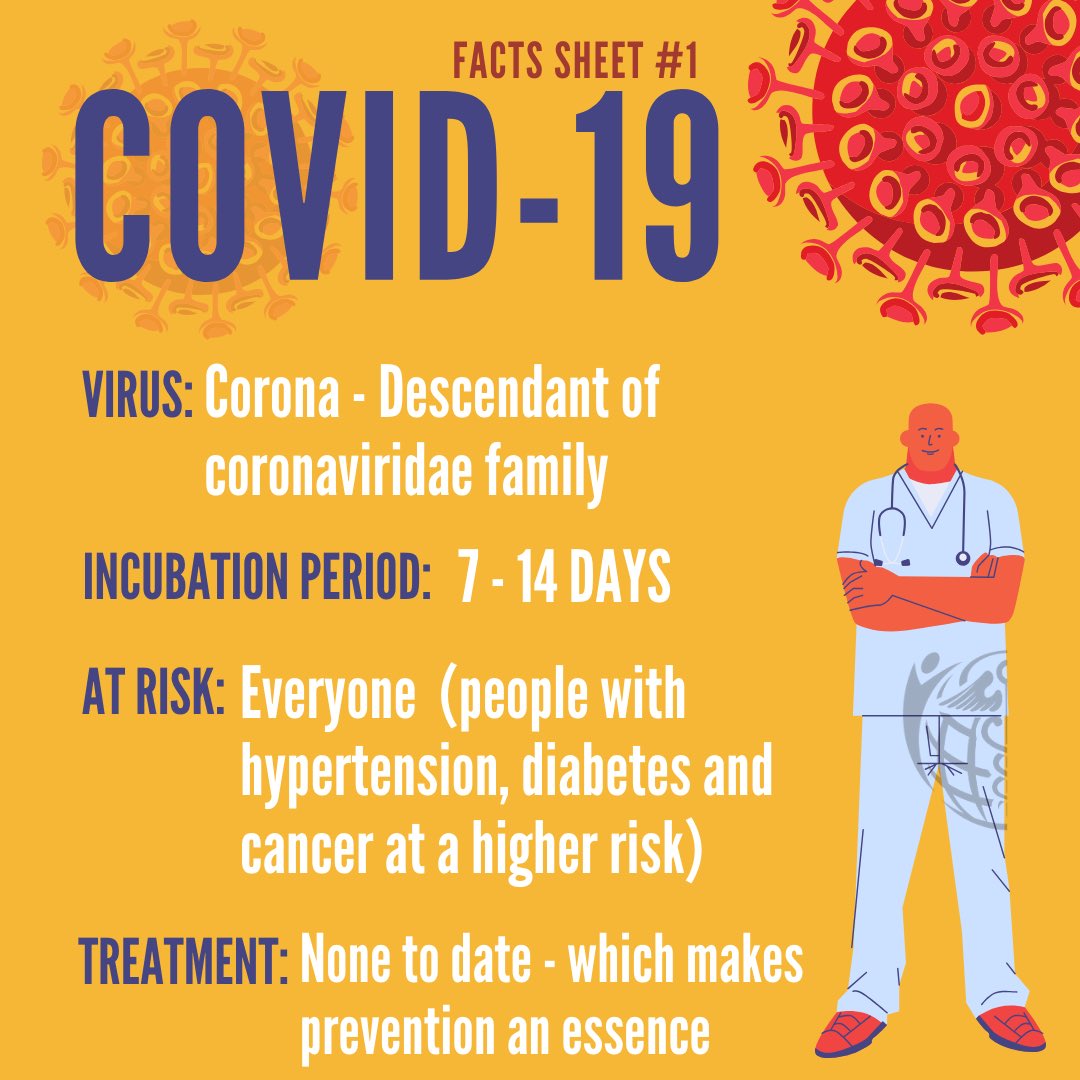 FACTS SHEET #1
COVID-19
VIRUS: Corona - Descendant of
coronaviridae family
INCUBATION PERIOD: 7 - 14 DAYS
AT RISK: Everyone (people with
hypertension, diabetes and
cancer at a higher risk)
TREATMENT: None to date - which makes
prevention an essence